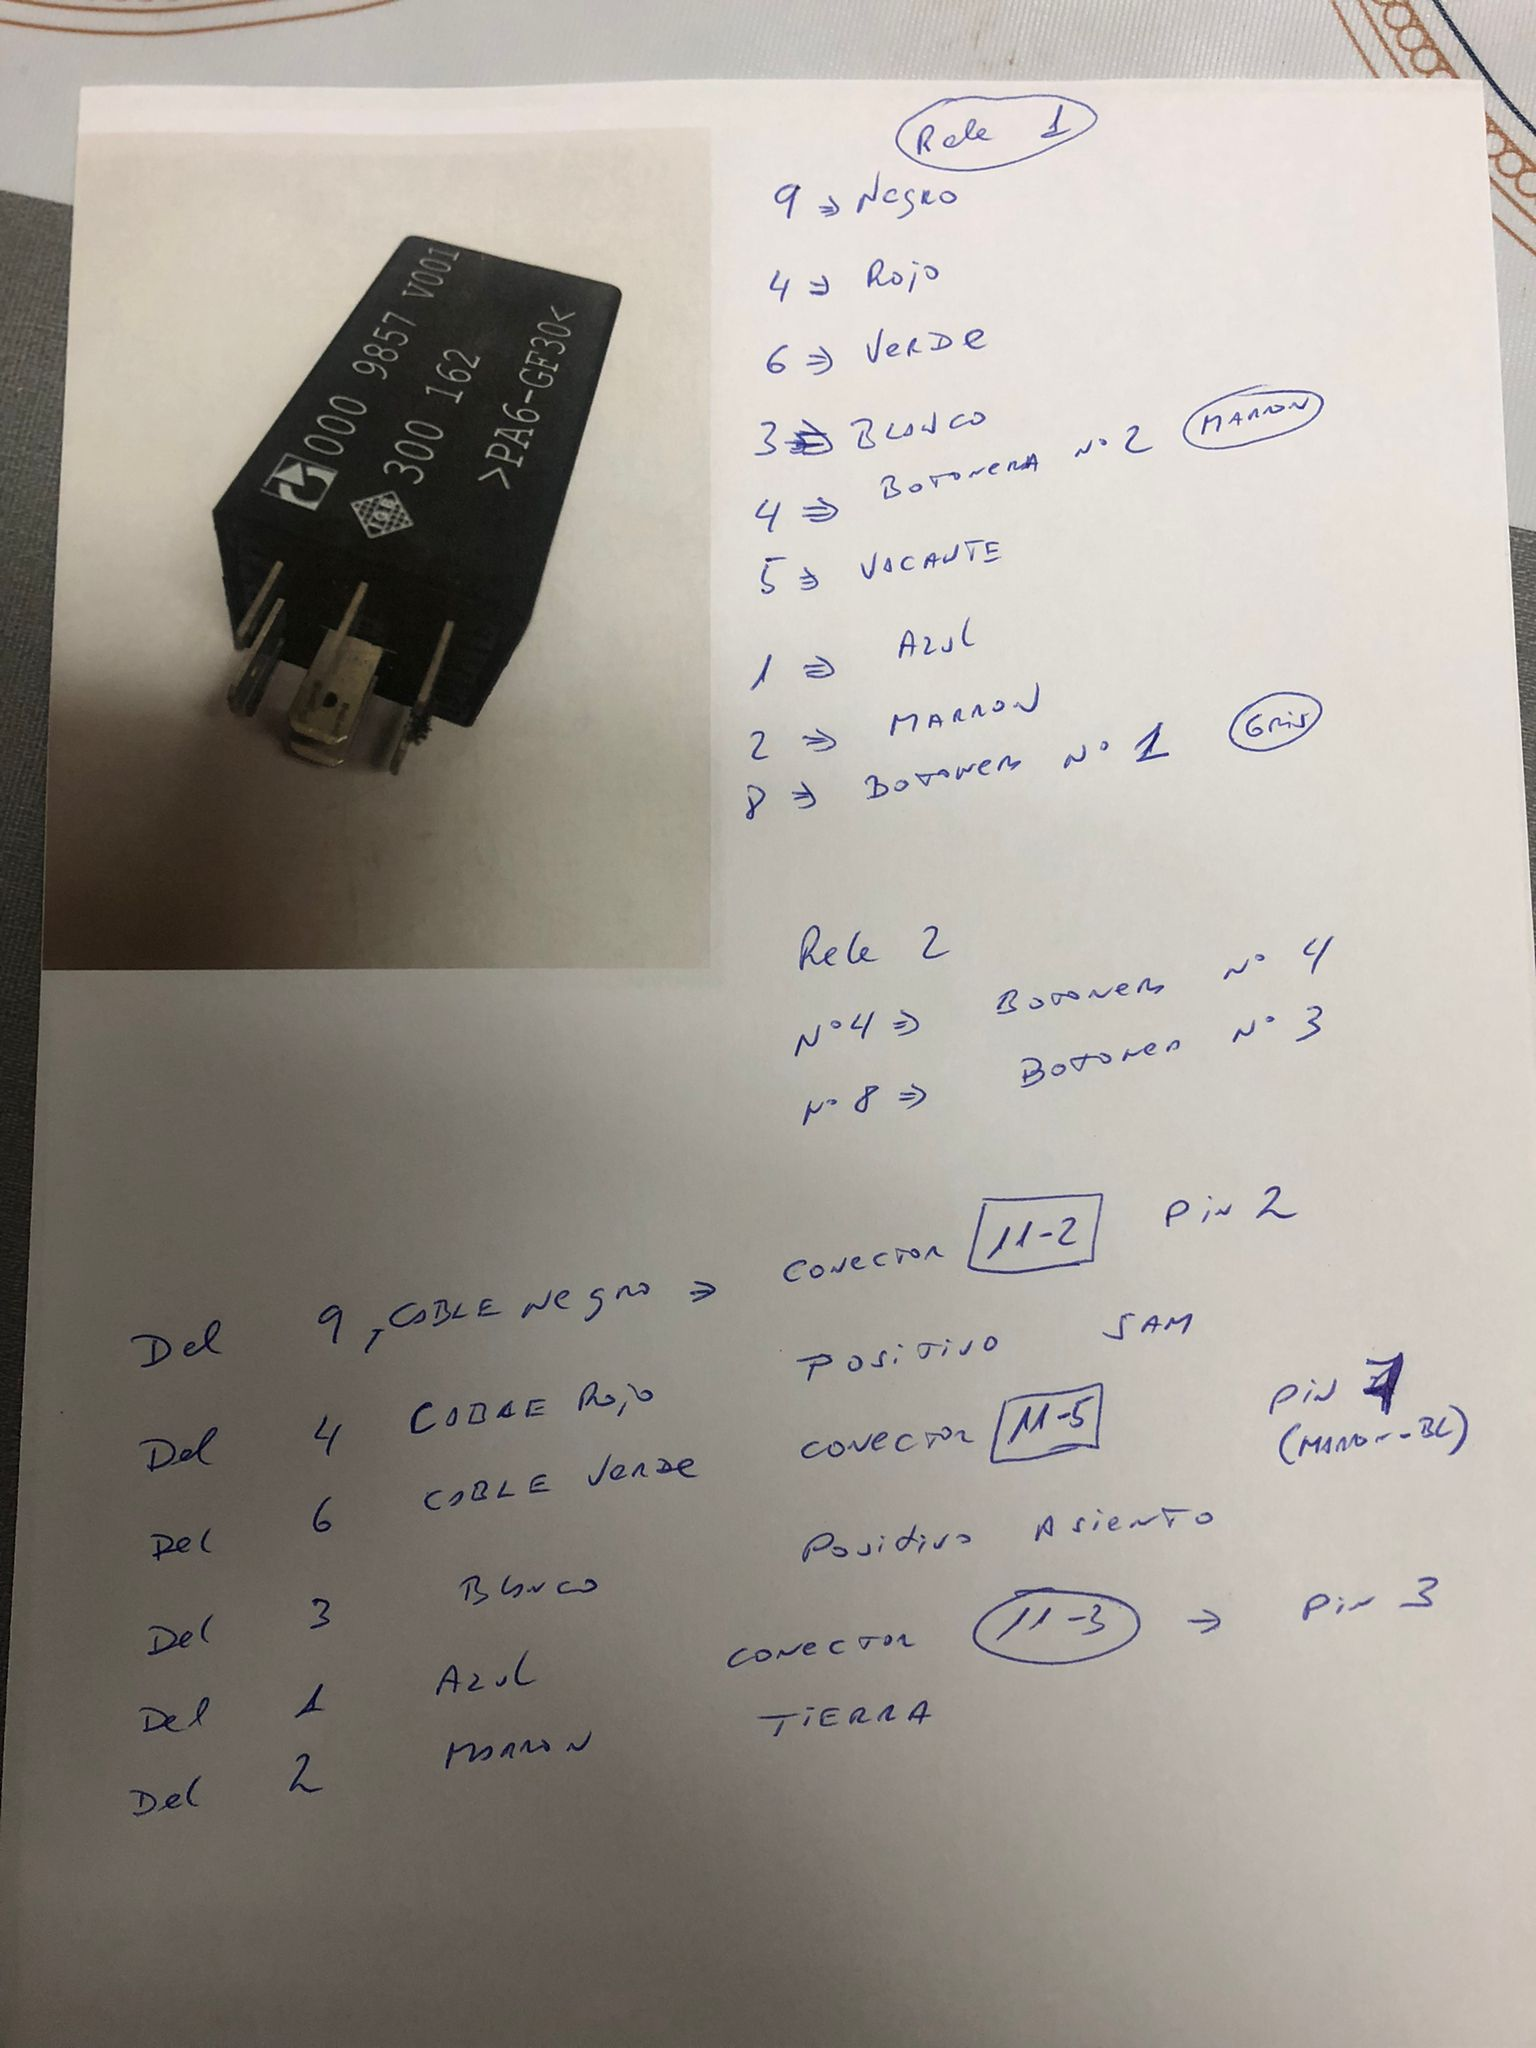 000 9857 V001
300 162
>PA6-GF30<
Rele 1
9 ⇒ Negro
4 ⇒ Rojo
6 ⇒ VerDe
3 ⇒ BLANCO
4 ⇒ BOTONERA Nº 2 MARRON
5 ⇒ VACANTE
1 ⇒ Azul
2 ⇒ MARRON
8 ⇒ BOTONERA Nº 1 Gris
Rele 2
Nº4 ⇒ BOTONERA Nº 4
Nº 8 ⇒ BOTONERA Nº 3
Del 9, CABLE Negro ⇒ CONECTOR 11-2 Pin 2
Del 4 CABLE Rojo POSITIVO SAM
Del 6 CABLE VerDe CONECTOR 11-5 Pin 1
(MARON-BL)
Del 3 BLANCO Positivo ASIENTO
Del 1 Azul CONECTOR 11-3 → Pin 3
Del 2 MARRON TIERRA